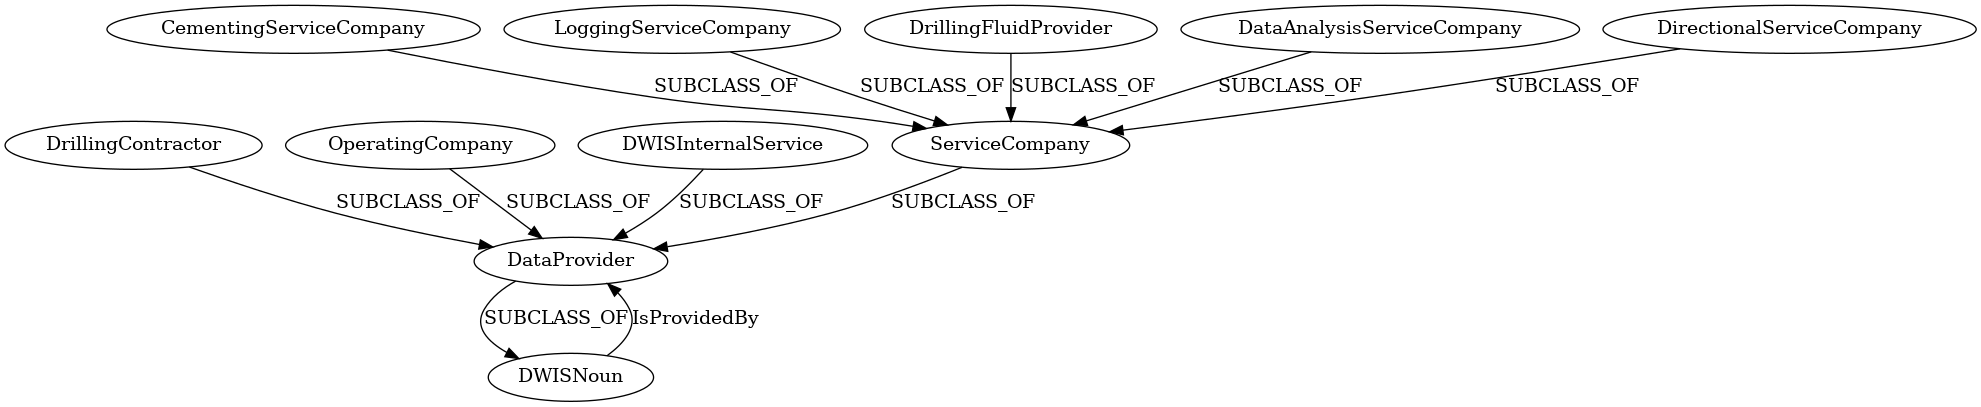 CementingServiceCompany
LoggingServiceCompany
DrillingFluidProvider
DataAnalysisServiceCompany
DirectionalServiceCompany
SUBCLASS_OF
SUBCLASS_OF
SUBCLASS_OF
SUBCLASS_OF
SUBCLASS_OF
DrillingContractor
OperatingCompany
DWISInternalService
ServiceCompany
SUBCLASS_OF
SUBCLASS_OF
SUBCLASS_OF
SUBCLASS_OF
DataProvider
SUBCLASS_OF
IsProvidedBy
DWISNoun